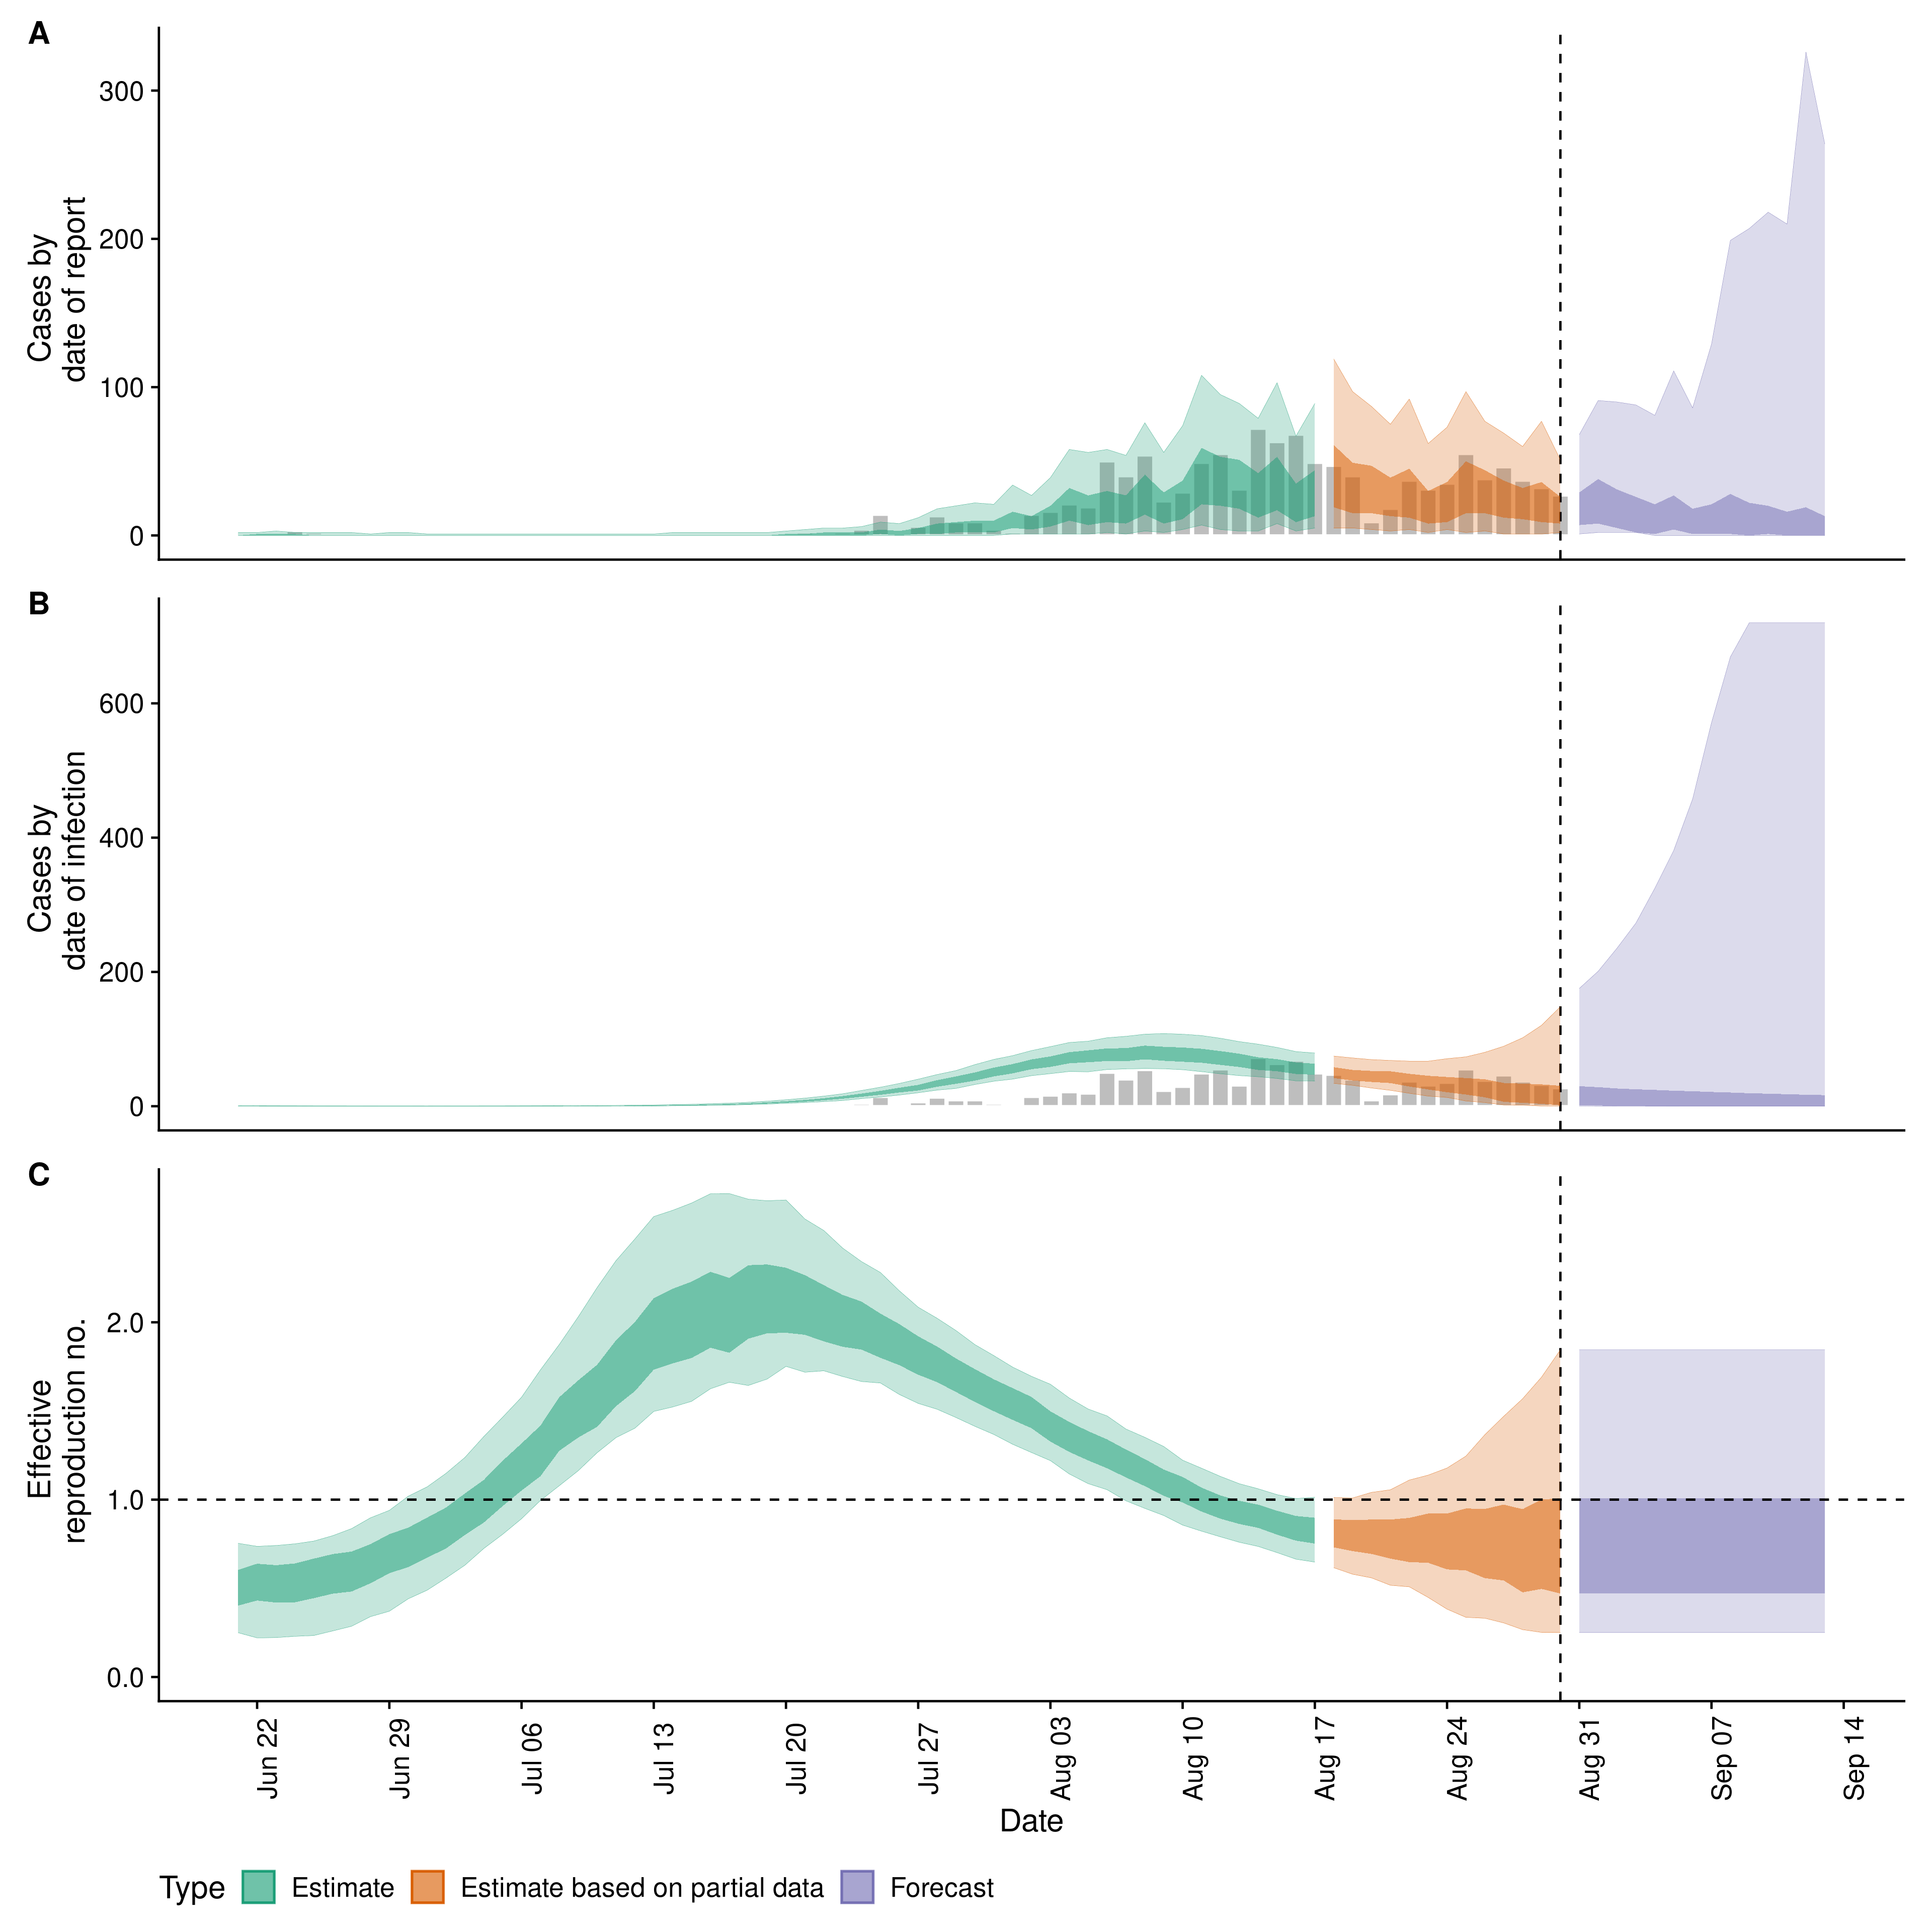 A
Cases by
date of report
300
200
100
0
B
Cases by
date of infection
600
400
200
0
C
Effective
reproduction no.
2.0
1.0
0.0
Jun 22
Jun 29
Jul 06
Jul 13
Jul 20
Jul 27
Aug 03
Aug 10
Aug 17
Aug 24
Aug 31
Sep 07
Sep 14
Date
Type Estimate Estimate based on partial data Forecast